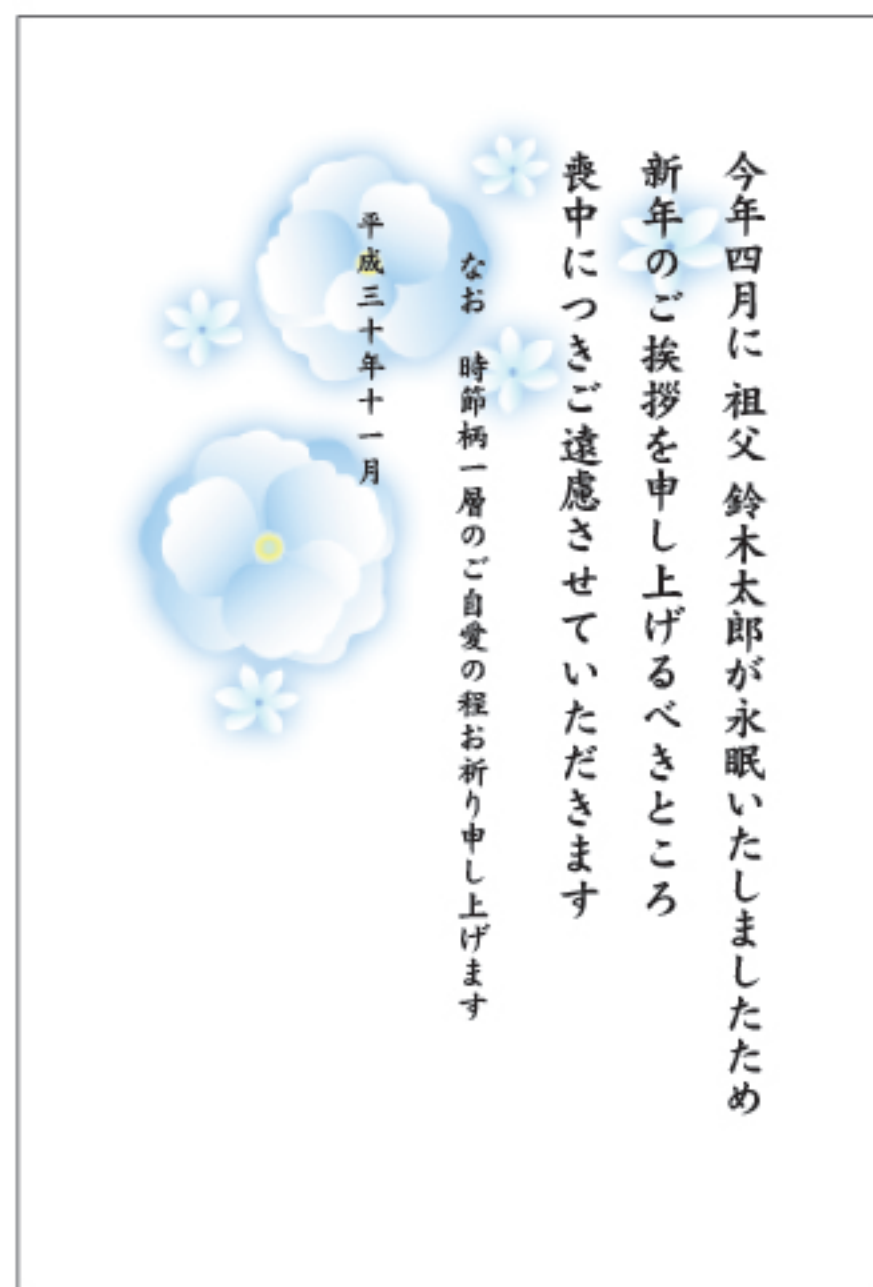 今年四月に 祖父 鈴木太郎が永眠いたしましたため
新年のご挨拶を申し上げるべきところ
喪中につきご遠慮させていただきます
なお 時節柄一層のご自愛の程お祈り申し上げます
平成三十年十一月